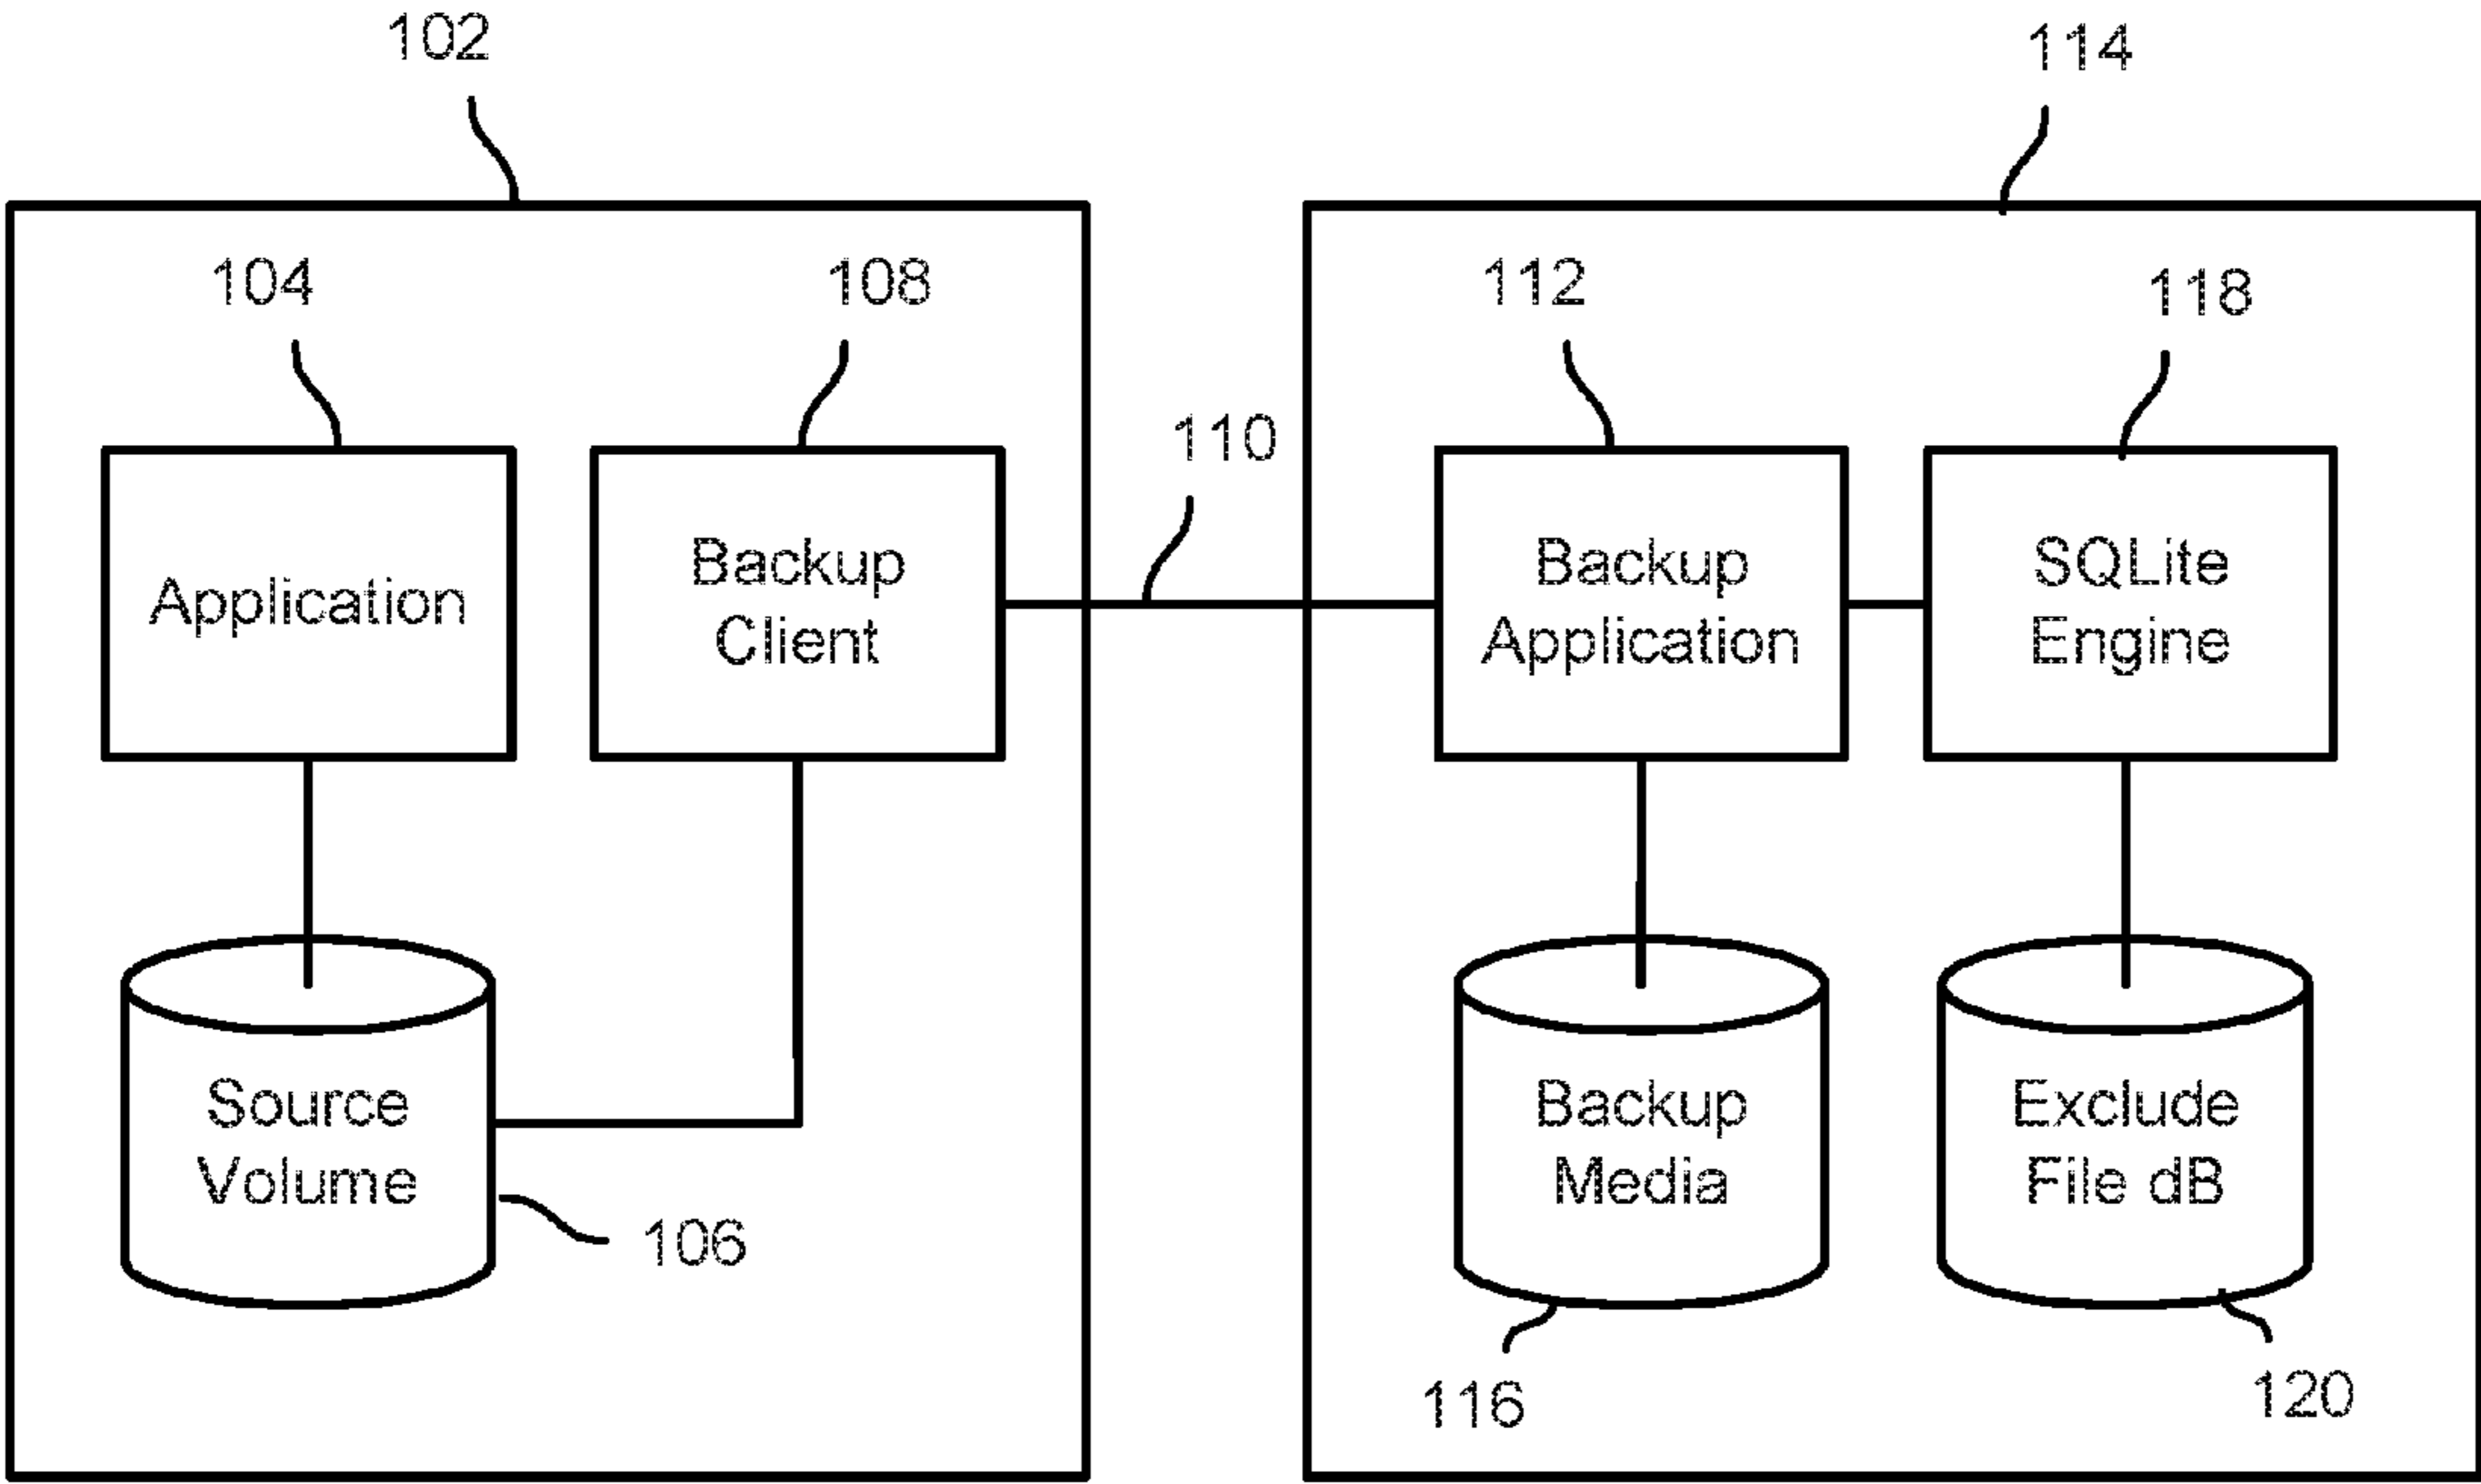 102
114
104
108
112
118
110
Application
Backup
Client
Backup
Application
SQLite
Engine
Source
Volume
Backup
Media
Exclude
File dB
106
116
120